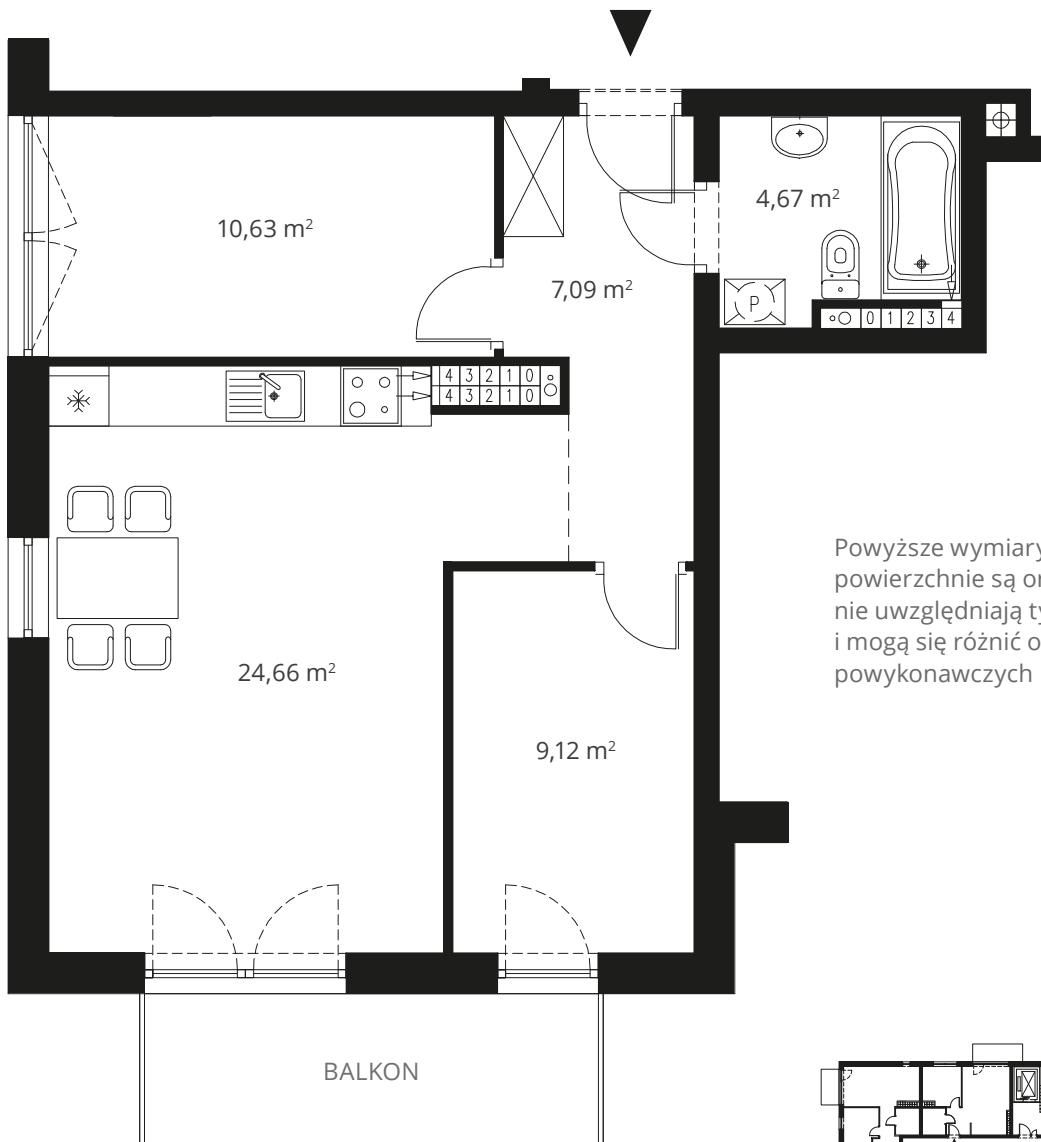 10,63 m²
4,67 m²
7,09 m²
P
0 1 2 3 4
4 3 2 1 0
4 3 2 1 0
Powyższe wymiary
powierzchnie są
nie uwzględniają
i mogą się różnić
powykonawczych
24,66 m²
9,12 m²
BALKON